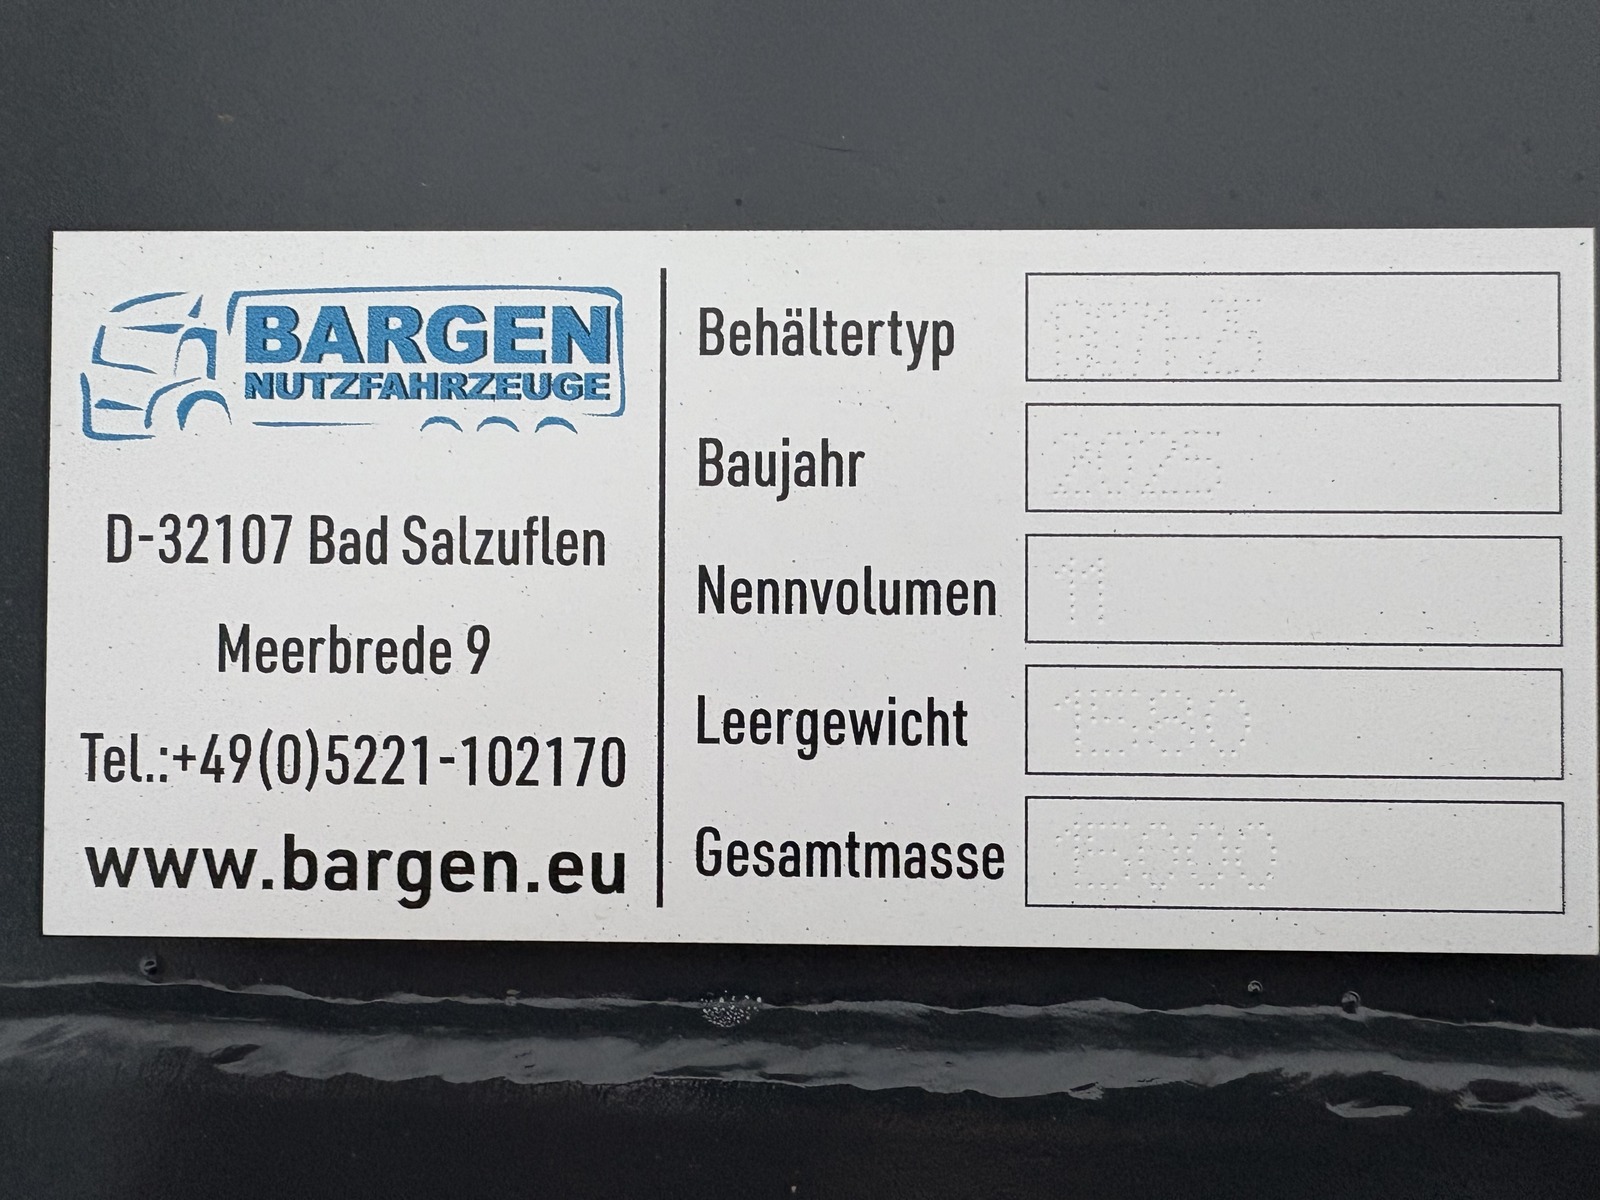 BARGEN
NUTZFAHRZEUGE
D-32107 Bad Salzuflen
Meerbrede 9
Tel.:+49(0)5221-102170
www.bargen.eu
Behältertyp
Baujahr 2025
Nennvolumen 11
Leergewicht 1580
Gesamtmasse 15000